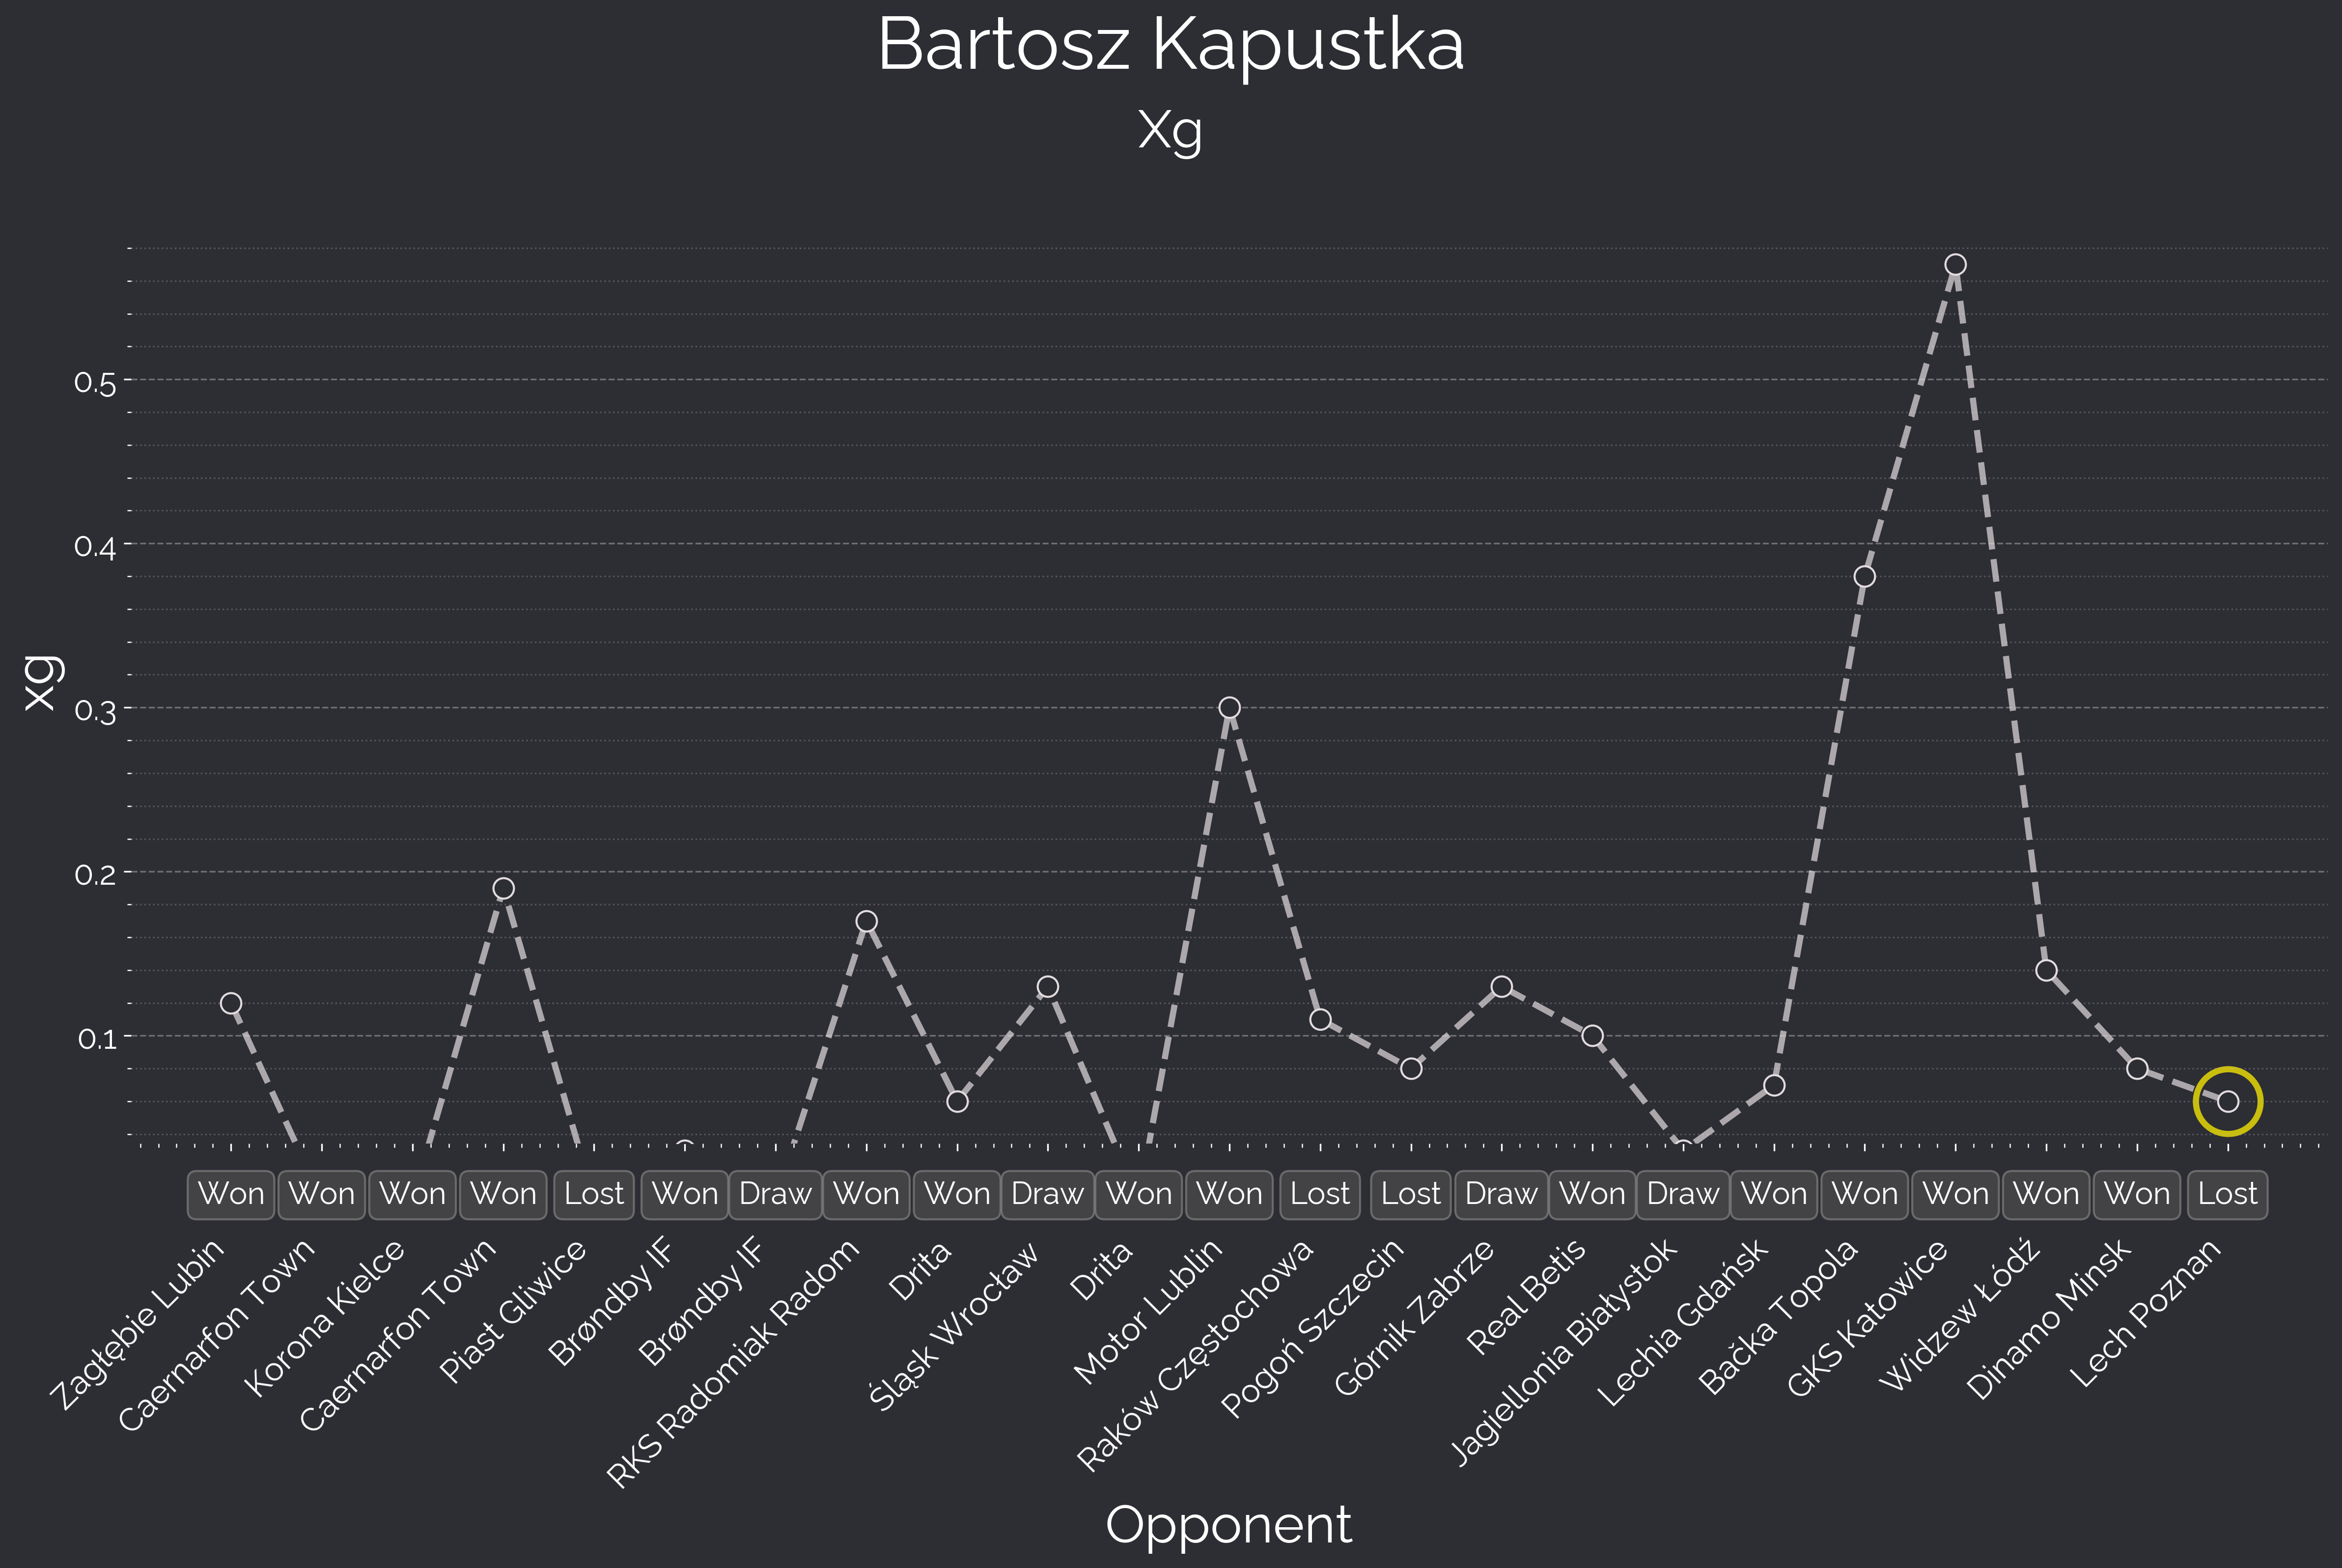 Bartosz Kapustka
Xg
xg
0.5
0.4
0.3
0.2
0.1
Won Won Won Won Lost Won Draw Won Won Draw Won Won Lost Lost Draw Won Draw Won Won Won Won Won Lost
Zagłębie Lubin
Caernarfon Town
Korona Kielce
Caernarfon Town
Piast Gliwice
Brøndby IF
Brøndby IF
RKS Radomiak Radom
Drita
Śląsk Wrocław
Drita
Motor Lublin
Raków Częstochowa
Pogoń Szczecin
Górnik Zabrze
Real Betis
Jagiellonia Białystok
Lechia Gdańsk
Bačka Topola
GKS Katowice
Widzew Łódź
Dinamo Minsk
Lech Poznan
Opponent